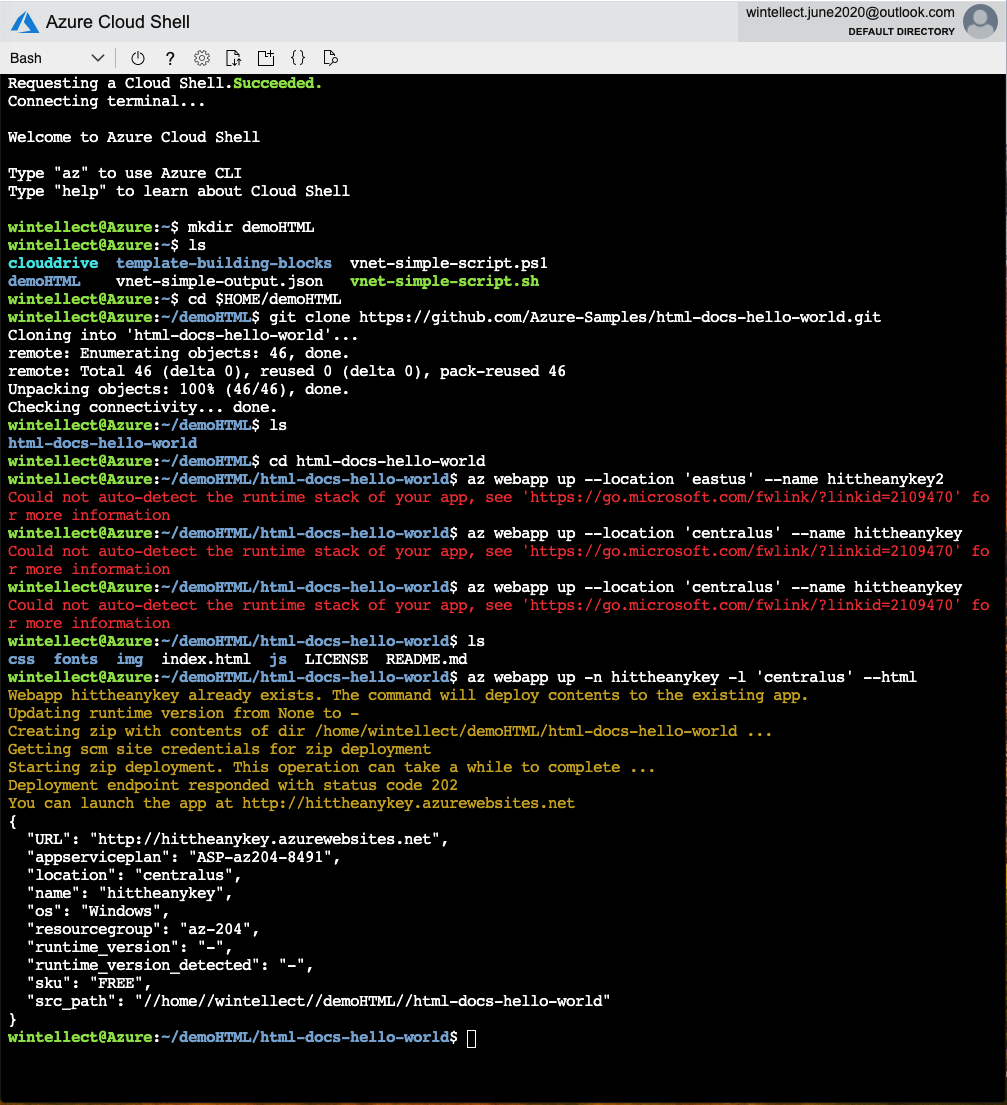 Azure Cloud Shell
wintellect.june2020@outlook.com
DEFAULT DIRECTORY
Bash
Requesting a Cloud Shell.Succeeded.
Connecting terminal...
Welcome to Azure Cloud Shell
Type "az" to use Azure CLI
Type "help" to learn about Cloud Shell
wintellect@Azure:~$ mkdir demoHTML
wintellect@Azure:~$ ls
clouddrive  template-building-blocks  vnet-simple-script.ps1
demoHTML    vnet-simple-output.json   vnet-simple-script.sh
wintellect@Azure:~$ cd $HOME/demoHTML
wintellect@Azure:~/demoHTML$ git clone https://github.com/Azure-Samples/html-docs-hello-world.git
Cloning into 'html-docs-hello-world'...
remote: Enumerating objects: 46, done.
remote: Total 46 (delta 0), reused 0 (delta 0), pack-reused 46
Unpacking objects: 100% (46/46), done.
Checking connectivity... done.
wintellect@Azure:~/demoHTML$ ls
html-docs-hello-world
wintellect@Azure:~/demoHTML$ cd html-docs-hello-world
wintellect@Azure:~/demoHTML/html-docs-hello-world$ az webapp up --location 'eastus' --name hittheanykey2
Could not auto-detect the runtime stack of your app, see 'https://go.microsoft.com/fwlink/?linkid=2109470' fo
r more information
wintellect@Azure:~/demoHTML/html-docs-hello-world$ az webapp up --location 'centralus' --name hittheanykey
Could not auto-detect the runtime stack of your app, see 'https://go.microsoft.com/fwlink/?linkid=2109470' fo
r more information
wintellect@Azure:~/demoHTML/html-docs-hello-world$ az webapp up --location 'centralus' --name hittheanykey
Could not auto-detect the runtime stack of your app, see 'https://go.microsoft.com/fwlink/?linkid=2109470' fo
r more information
wintellect@Azure:~/demoHTML/html-docs-hello-world$ ls
css  fonts  img  index.html  js  LICENSE  README.md
wintellect@Azure:~/demoHTML/html-docs-hello-world$ az webapp up -n hittheanykey -l 'centralus' --html
Webapp hittheanykey already exists. The command will deploy contents to the existing app.
Updating runtime version from None to -
Creating zip with contents of dir /home/wintellect/demoHTML/html-docs-hello-world ...
Getting scm site credentials for zip deployment
Starting zip deployment. This operation can take a while to complete ...
Deployment endpoint responded with status code 202
You can launch the app at http://hittheanykey.azurewebsites.net
{
  "URL": "http://hittheanykey.azurewebsites.net",
  "appserviceplan": "ASP-az204-8491",
  "location": "centralus",
  "name": "hittheanykey",
  "os": "Windows",
  "resourcegroup": "az-204",
  "runtime_version": "-",
  "runtime_version_detected": "-",
  "sku": "FREE",
  "src_path": "//home//wintellect//demoHTML//html-docs-hello-world"
}
wintellect@Azure:~/demoHTML/html-docs-hello-world$